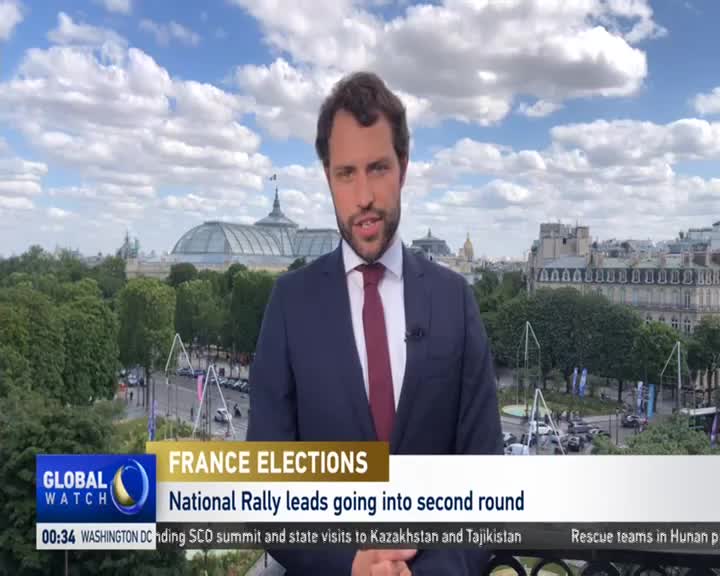 FRANCE ELECTIONS
GLOBAL
WATCH
National Rally leads going into second round
00:34 WASHINGTON DC
nding SCO summit and state visits to Kazakhstan and Tajikistan Rescue teams in Hunan p